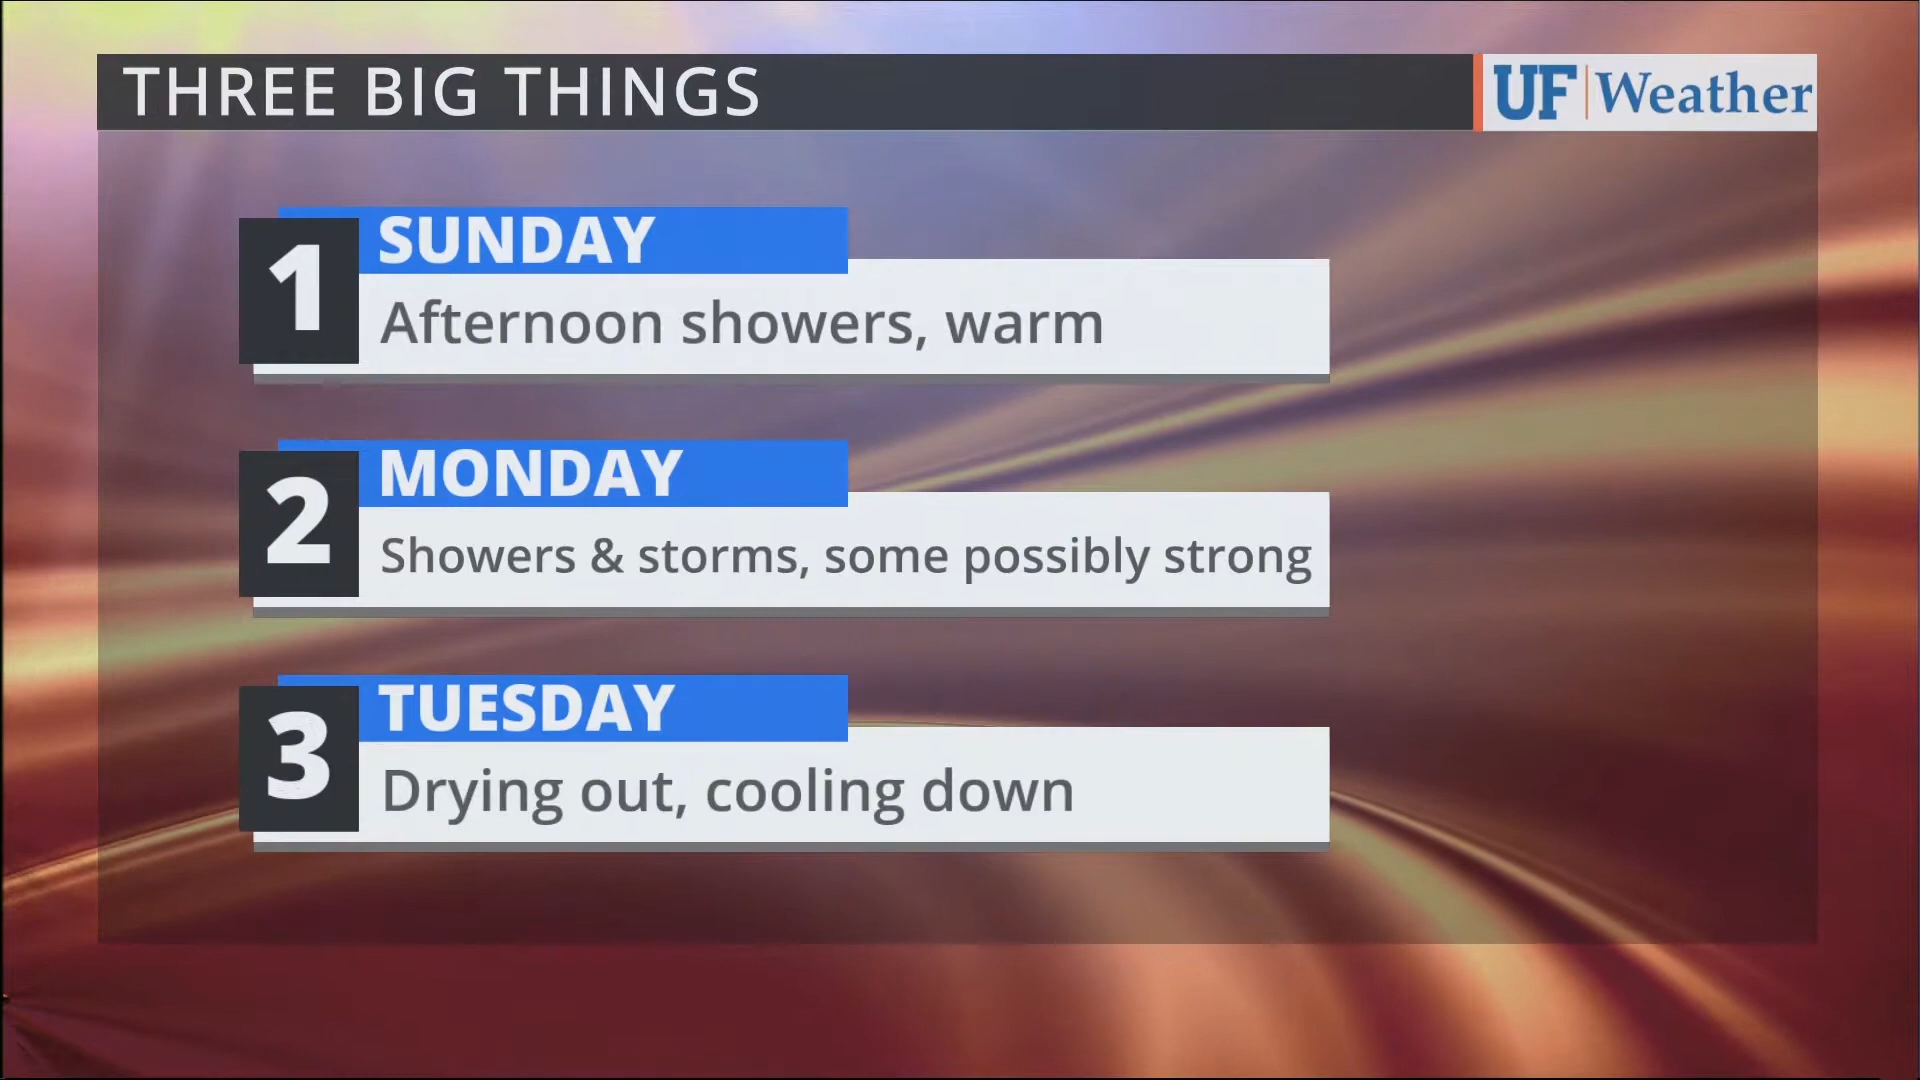 THREE BIG THINGS
UF Weather
1
SUNDAY
Afternoon showers, warm
2
MONDAY
Showers & storms, some possibly strong
3
TUESDAY
Drying out, cooling down